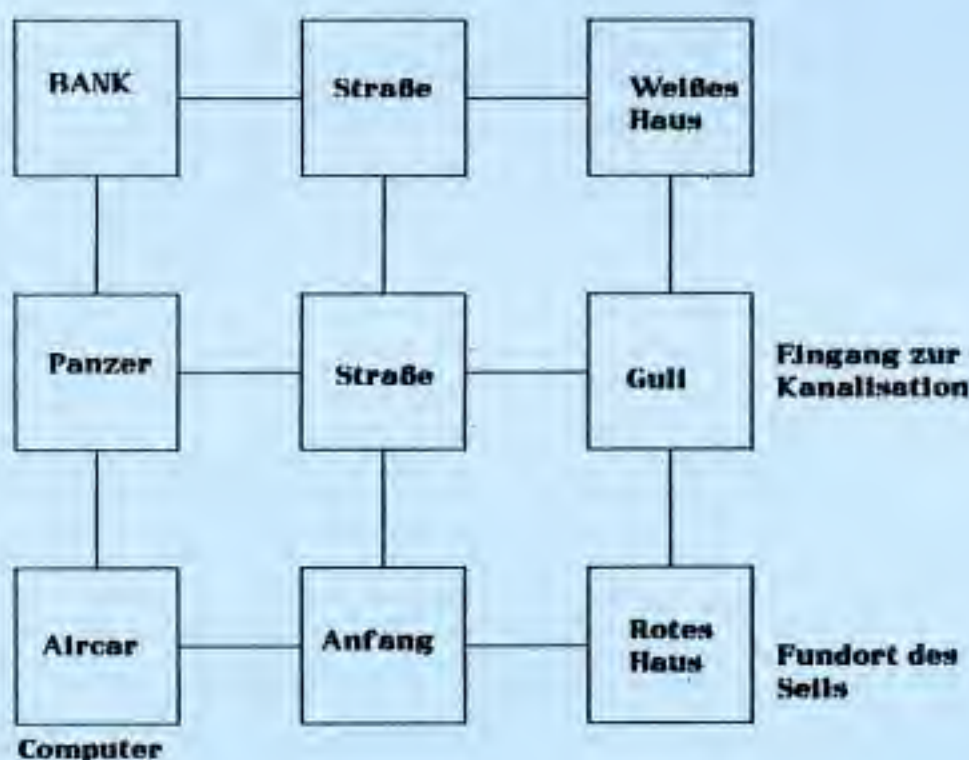 BANK
Straße
Weißes
Haus
Panzer
Straße
Gull
Eingang zur
Kanalisation
Aircar
Anfang
Rotes
Haus
Fundort des
Seils
Computer